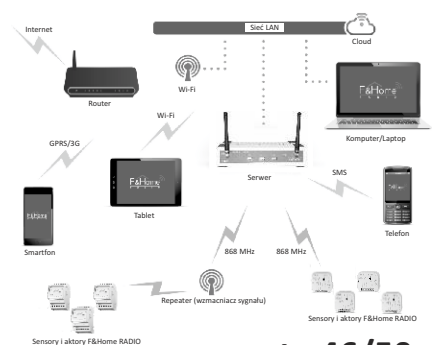 Internet
Sieć LAN
Cloud
Wi-Fi
Router
F&Home
RADIO
Komputer/Laptop
Wi-Fi
GPRS/3G
F&Home
Serwer
SMS
Tablet
Telefon
Smartfon
868 MHz
868 MHz
Repeater (wzmacniacz sygnału)
Sensory i aktory F&Home RADIO
Sensory i aktory F&Home RADIO